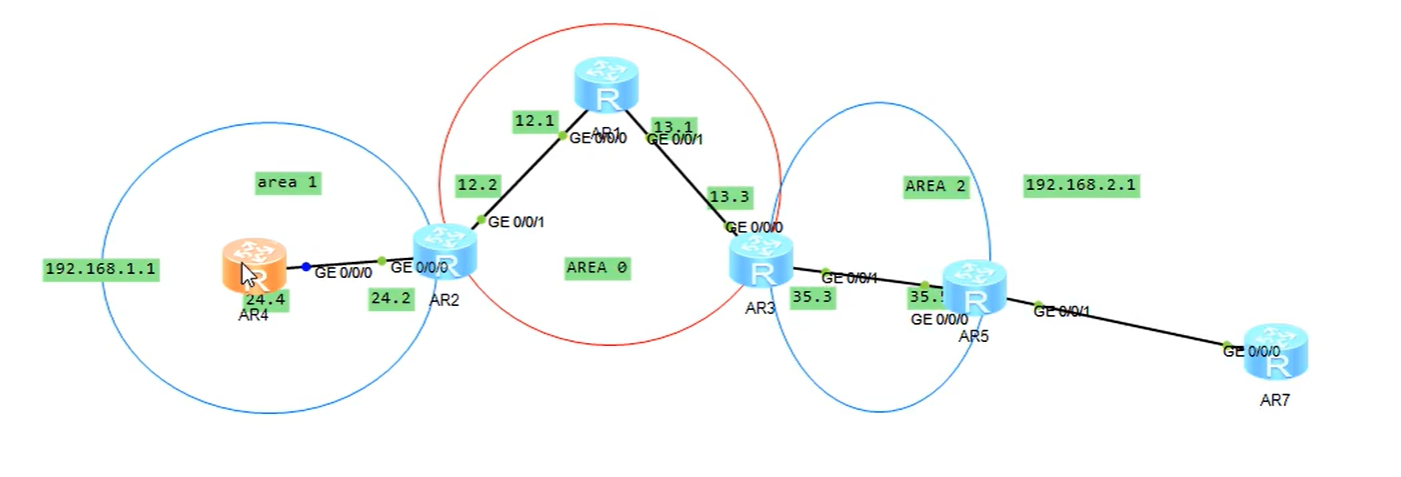 12.1
13.1
AR1
GE 0/0/0
GE 0/0/1
area 1
12.2
13.3
AREA 2
192.168.2.1
GE 0/0/1
GE 0/0/0
192.168.1.1
GE 0/0/0
GE 0/0/0
AREA 0
GE 0/0/1
24.4
24.2
AR2
35.3
AR4
AR3
GE 0/0/0
GE 0/0/1
AR5
GE 0/0/0
AR7
R
R
R
R
R
R